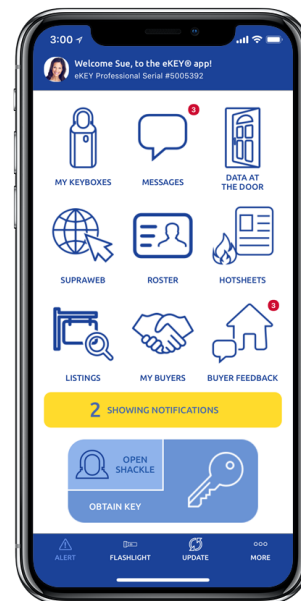 3:00
Welcome Sue, to the eKEY® app!
eKEY Professional Serial #5005392
3
MY KEYBOXES
MESSAGES
DATA AT
THE DOOR
SUPRAWEB
ROSTER
HOTSHEETS
3
LISTINGS
MY BUYERS
BUYER FEEDBACK
2 SHOWING NOTIFICATIONS
OPEN
SHACKLE
OBTAIN KEY
ALERT
FLASHLIGHT
UPDATE
MORE